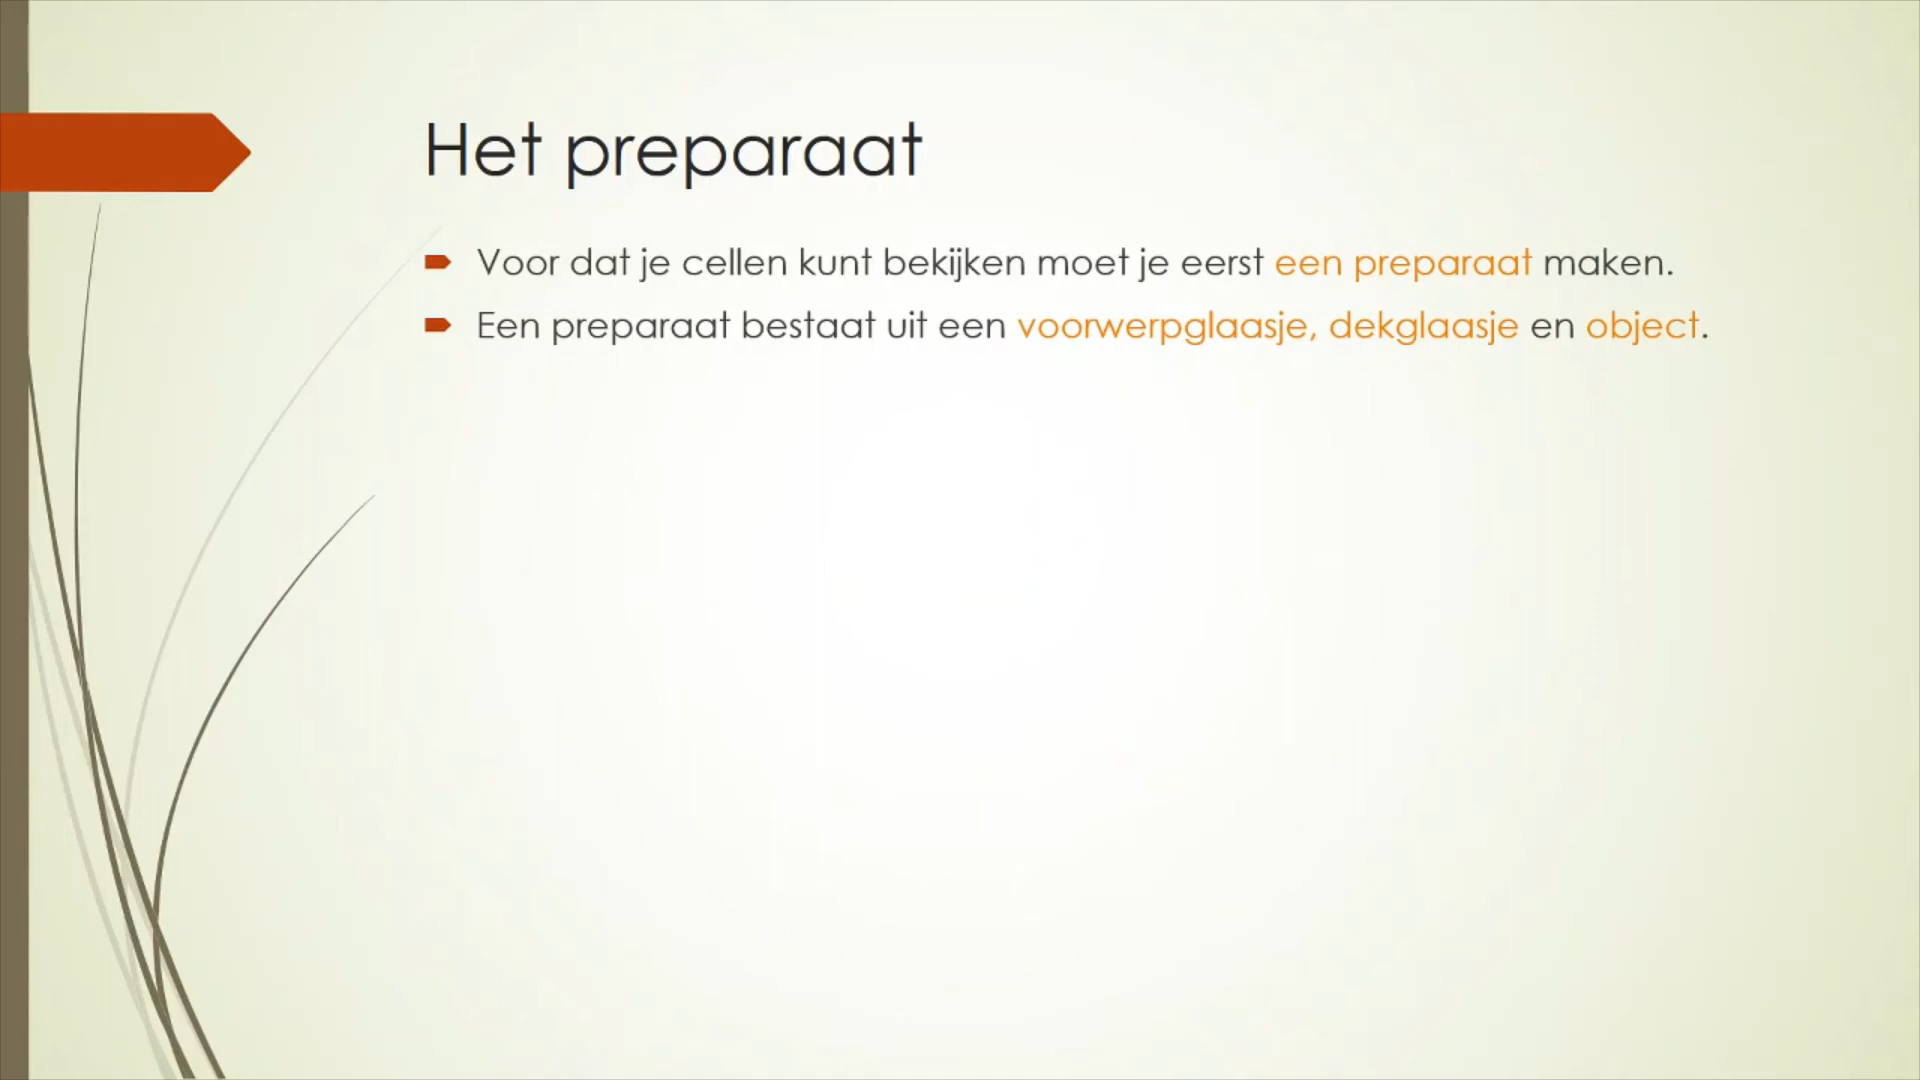 Het preparaat
Voor dat je cellen kunt bekijken moet je eerst een preparaat maken.
Een preparaat bestaat uit een voorwerpglaasje, dekglaasje en object.